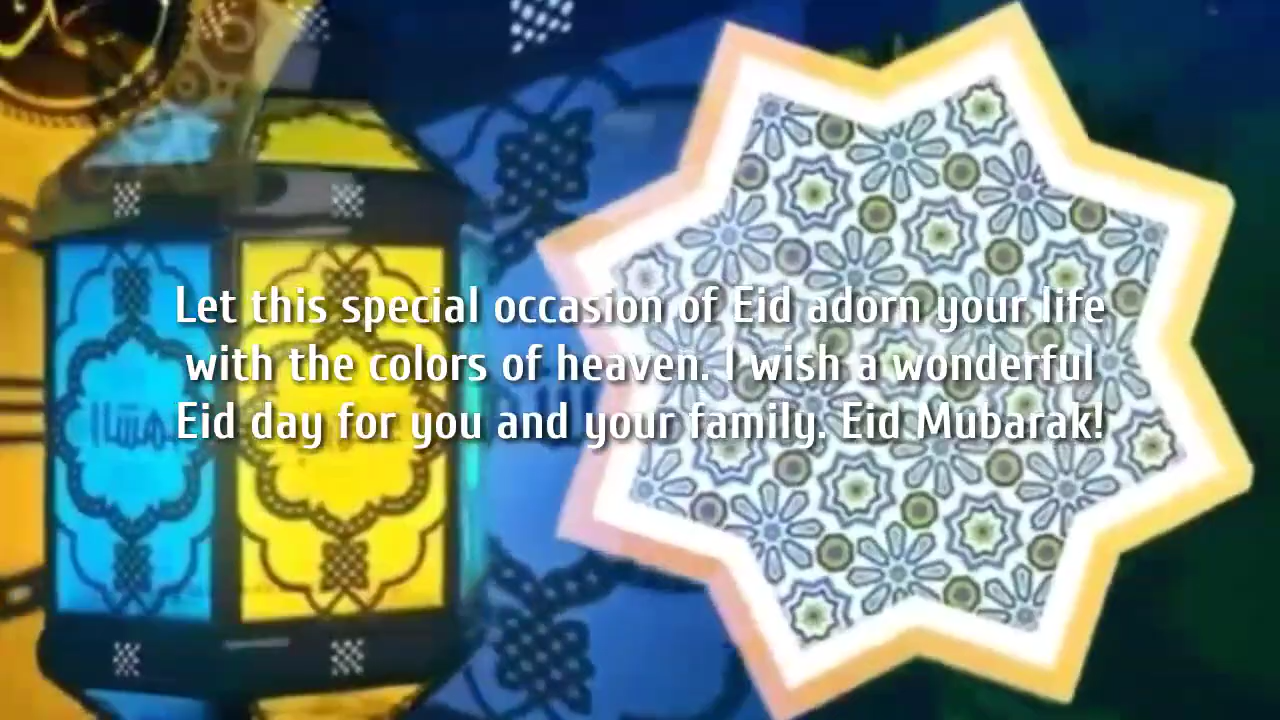 Let this special occasion of Eid adorn your life
with the colors of heaven. I wish a wonderful
Eid day for you and your family. Eid Mubarak!